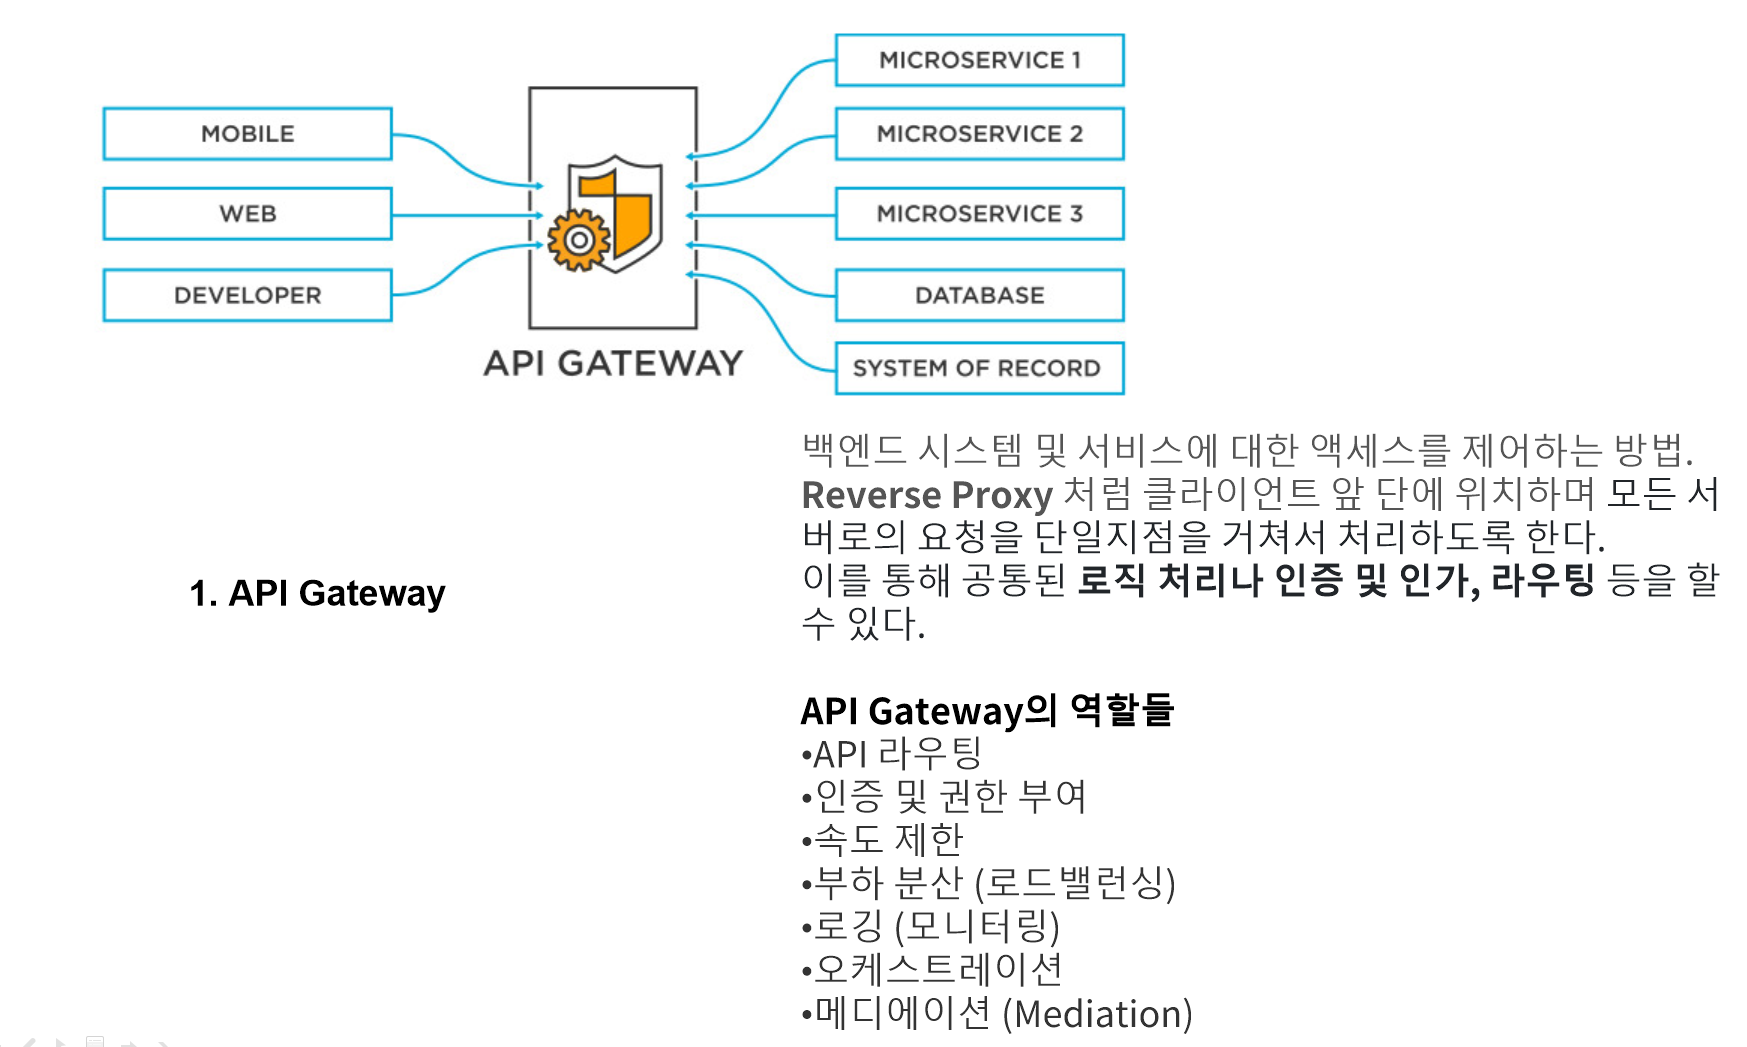 MOBILE
WEB
DEVELOPER
API GATEWAY
MICROSERVICE 1
MICROSERVICE 2
MICROSERVICE 3
DATABASE
SYSTEM OF RECORD
1. API Gateway
백엔드 시스템 및 서비스에 대한 액세스를 제어하는 방법.
Reverse Proxy 처럼 클라이언트 앞 단에 위치하며 모든 서
버로의 요청을 단일지점을 거쳐서 처리하도록 한다.
이를 통해 공통된 로직 처리나 인증 및 인가, 라우팅 등을 할
수 있다.
API Gateway의 역할들
•API 라우팅
•인증 및 권한 부여
•속도 제한
•부하 분산 (로드밸런싱)
•로깅 (모니터링)
•오케스트레이션
•메디에이션 (Mediation)